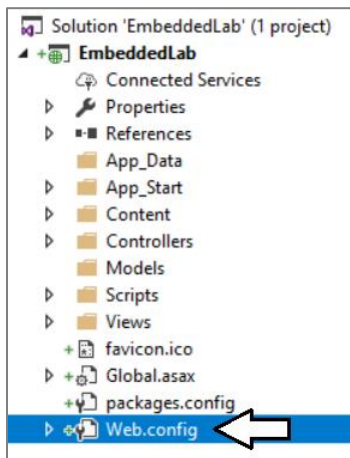 Solution 'EmbeddedLab' (1 project)
EmbeddedLab
Connected Services
Properties
References
App_Data
App_Start
Content
Controllers
Models
Scripts
Views
favicon.ico
Global.asax
packages.config
Web.config